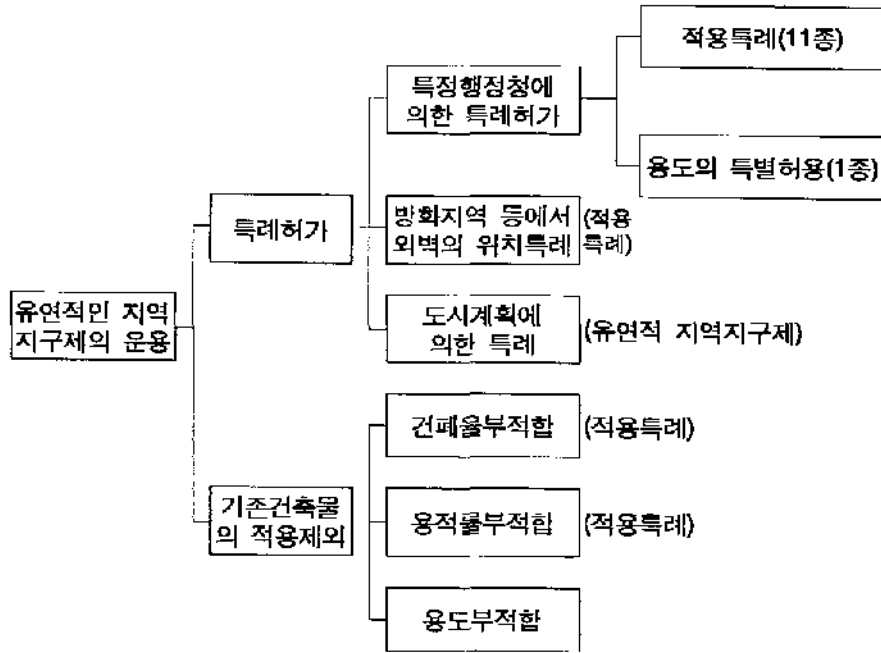 적용특례(11종)
특정행정청에
의한 특례허가
용도의 특별허용(1종)
특례허가
방화지역 등에서 (적용
외벽의 위치특례 특례)
유연적인 지역
지구제의 운용
도시계획에
의한 특례
(유연적 지역지구제)
건폐율부적합 (적용특례)
기존건축물
의 적용제외
용적률부적합 (적용특례)
용도부적합